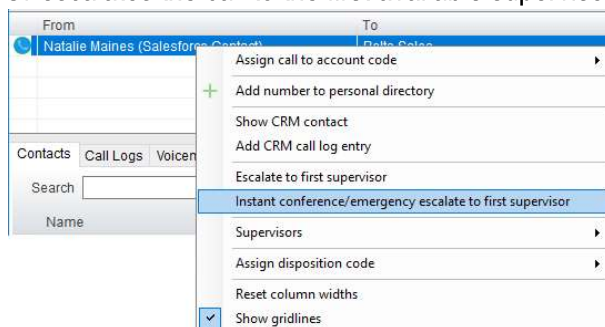 From To
Natalie Maines (Salesforce Contact)
Assign call to account code
Add number to personal directory
Show CRM contact
Add CRM call log entry
Contacts Call Logs
Escalate to first supervisor
Search
Instant conference/emergency escalate to first supervisor
Name
Supervisors
Assign disposition code
Reset column widths
Show gridlines